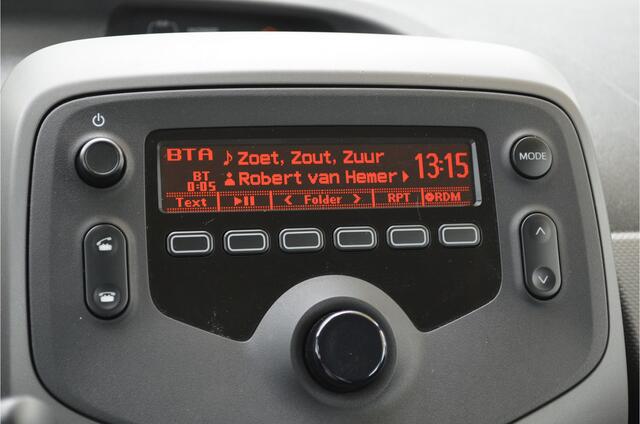 BTA Zoet, Zout, Zuur 13:15
BT Robert van Hemer
0:05
Text Folder RPT RDM
MODE